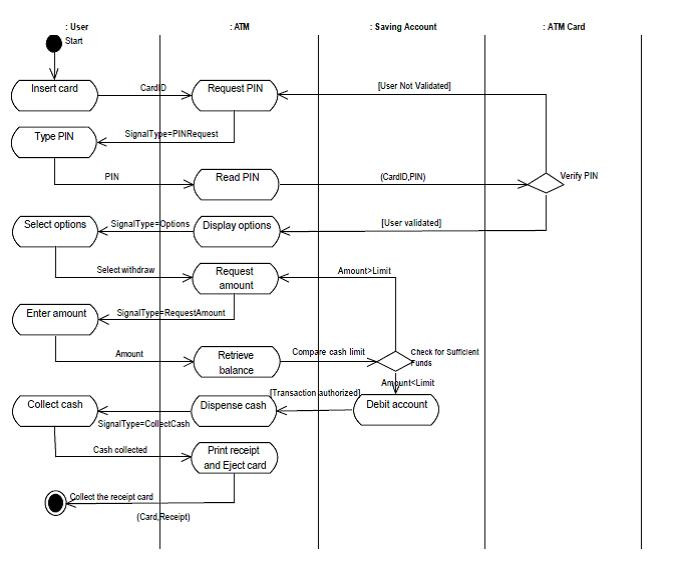 : User
: ATM
: Saving Account
: ATM Card
Start
Insert card
CardID
Request PIN
[User Not Validated]
Type PIN
SignalType=PINRequest
PIN
Read PIN
(CardID,PIN)
Verify PIN
Select options
SignalType=Options
Display options
[User validated]
Select withdraw
Request
amount
Amount>Limit
Enter amount
SignalType=RequestAmount
Amount
Retrieve
balance
Compare cash limit
Check for Sufficient
Funds
Amount<Limit
[Transaction authorized]
Collect cash
SignalType=CollectCash
Dispense cash
Debit account
Cash collected
Print receipt
and Eject card
Collect the receipt card
(Card,Receipt)